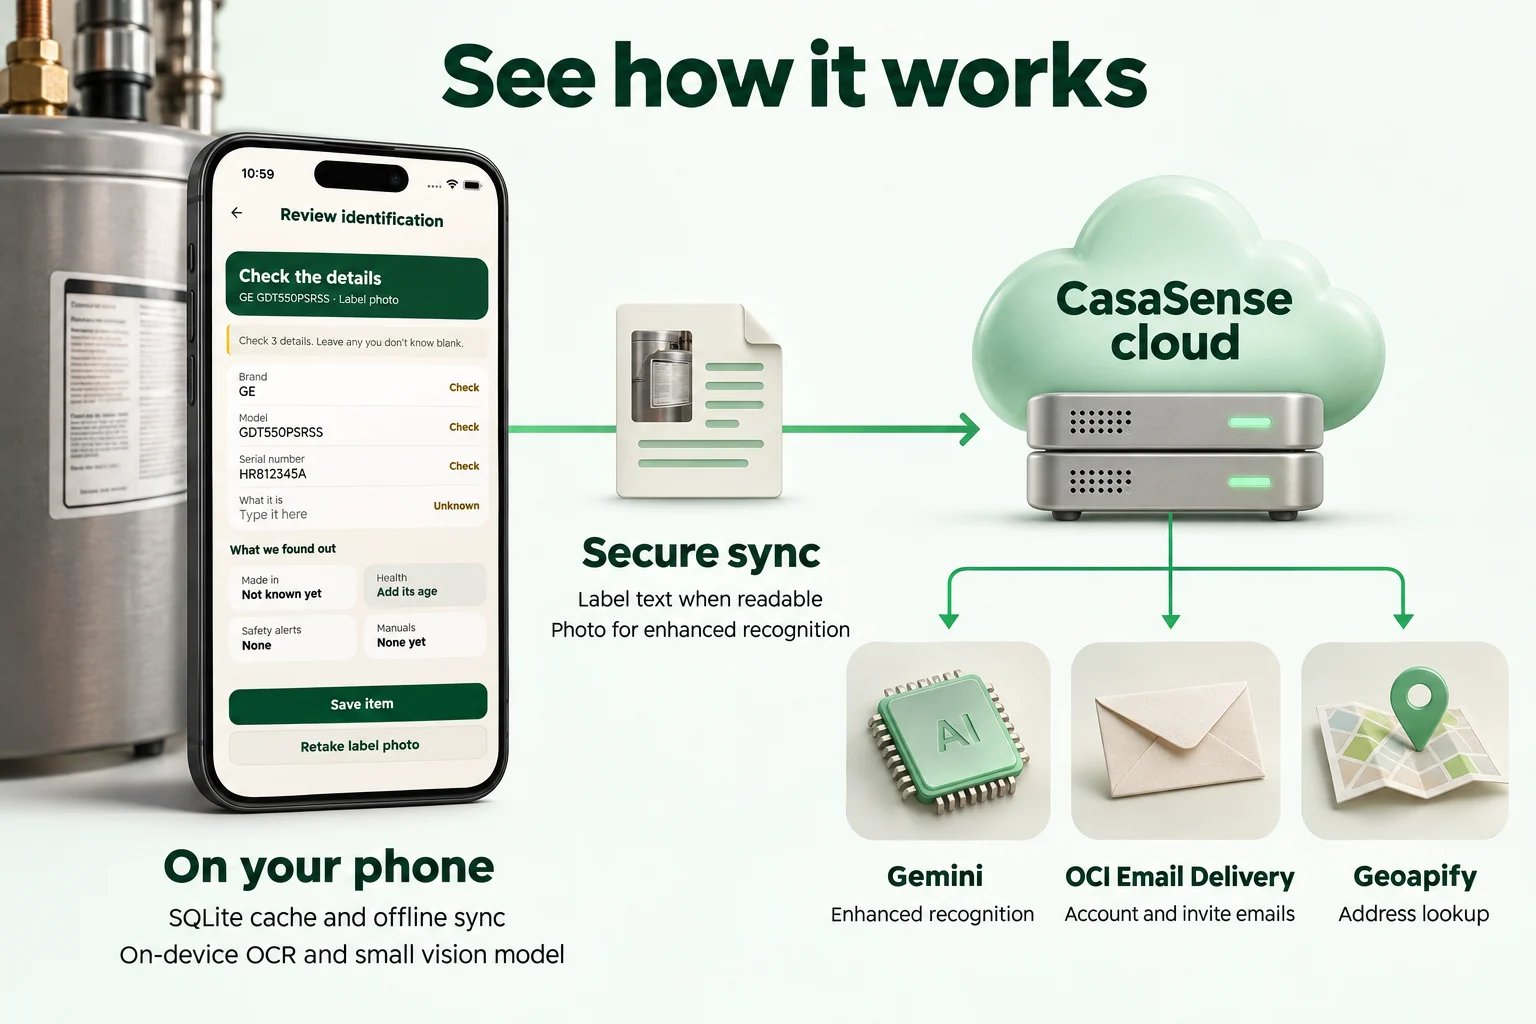 See how it works
10:59
Review identification
Check the details
GE GDT550PSRSS · Label photo
Check 3 details. Leave any you don't know blank.
Brand
GE
Check
Model
GDT550PSRSS
Check
Serial number
HR812345A
Check
What it is
Type it here
Unknown
What we found out
Made in
Not known yet
Health
Add its age
Safety alerts
None
Manuals
None yet
Save item
Retake label photo
On your phone
SQLite cache and offline sync
On-device OCR and small vision model
Secure sync
Label text when readable
Photo for enhanced recognition
CasaSense
cloud
AI
Gemini
Enhanced recognition
OCI Email Delivery
Account and invite emails
Geoapify
Address lookup